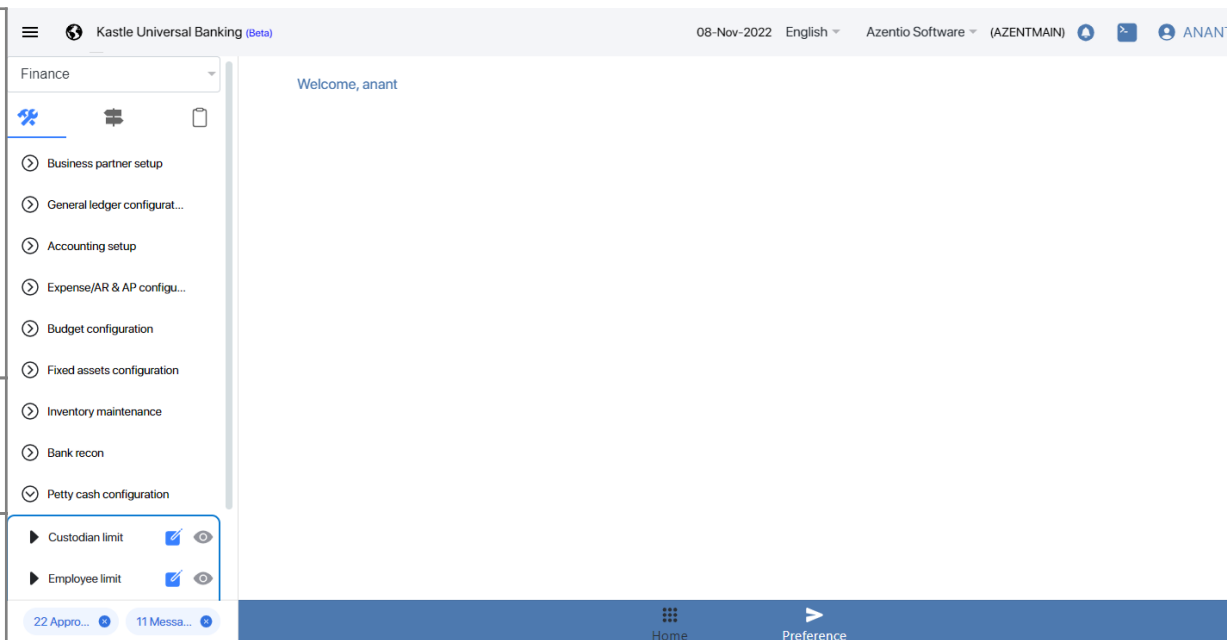 Kastle Universal Banking (Beta) 08-Nov-2022 English Azentio Software (AZENTMAIN) ANANT
Finance
Welcome, anant
Business partner setup
General ledger configurat...
Accounting setup
Expense/AR & AP configu...
Budget configuration
Fixed assets configuration
Inventory maintenance
Bank recon
Petty cash configuration
Custodian limit
Employee limit
22 Appro... 11 Messa...
Home Preference